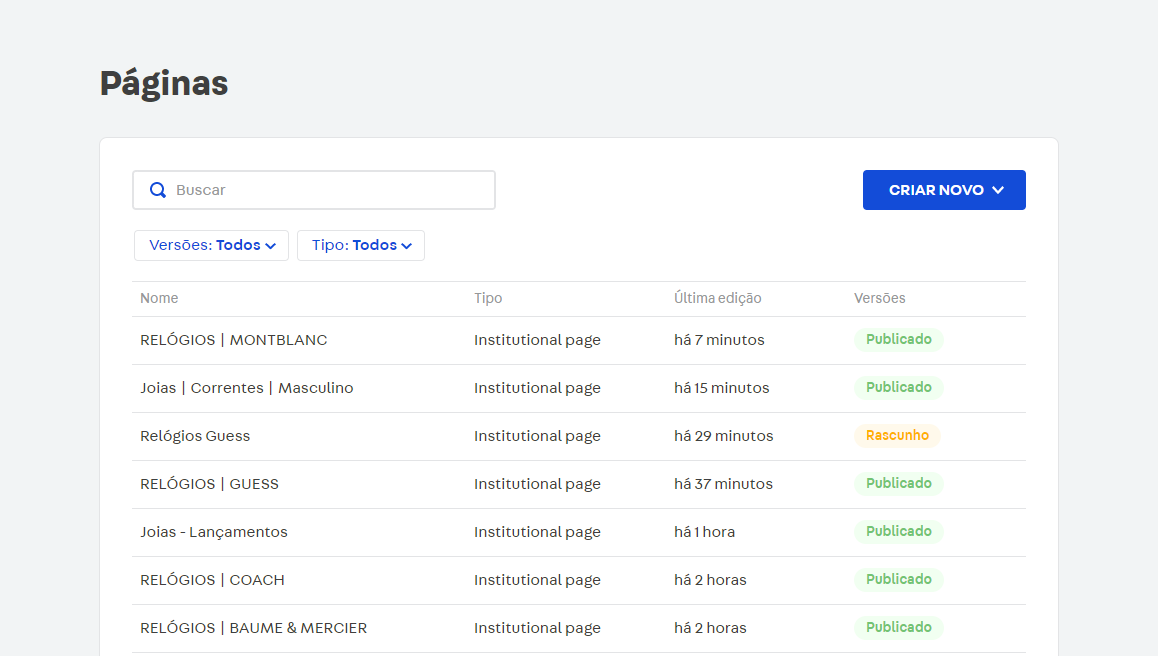 Páginas
Buscar
CRIAR NOVO
Versões: Todos Tipo: Todos
Nome Tipo Última edição Versões
RELÓGIOS | MONTBLANC Institutional page há 7 minutos Publicado
Joias | Correntes | Masculino Institutional page há 15 minutos Publicado
Relógios Guess Institutional page há 29 minutos Rascunho
RELÓGIOS | GUESS Institutional page há 37 minutos Publicado
Joias - Lançamentos Institutional page há 1 hora Publicado
RELÓGIOS | COACH Institutional page há 2 horas Publicado
RELÓGIOS | BAUME & MERCIER Institutional page há 2 horas Publicado